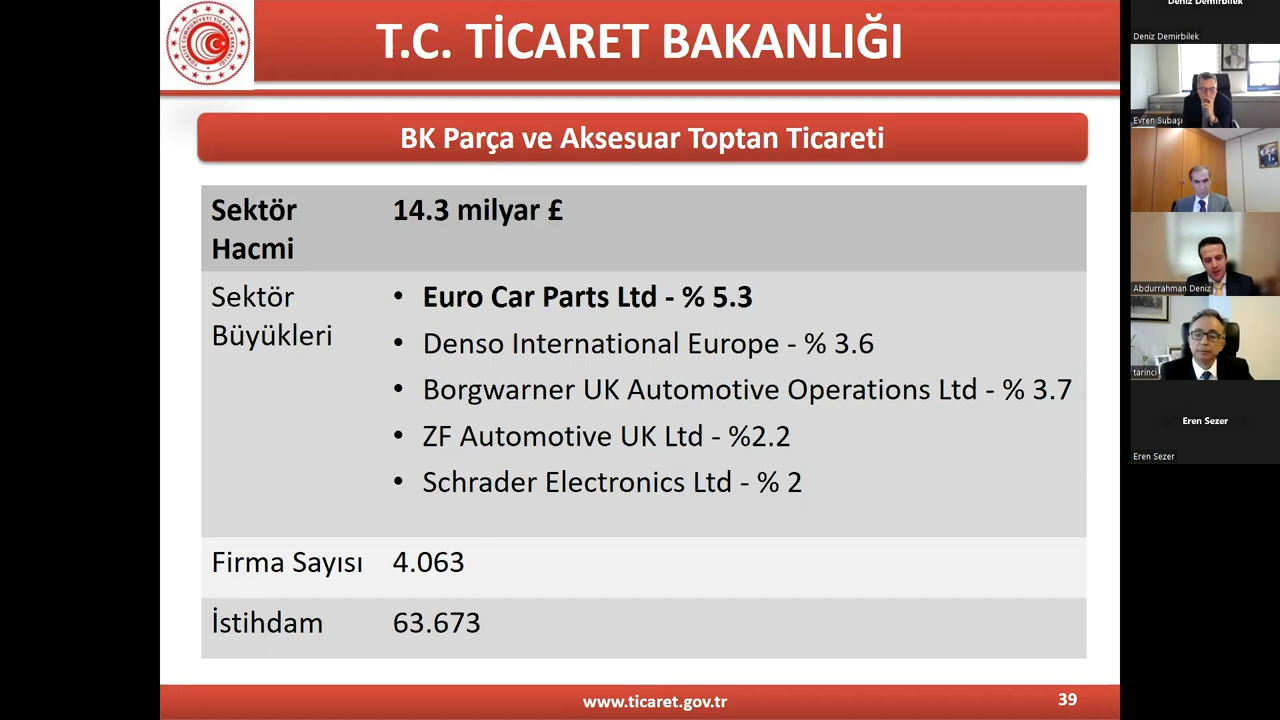 T.C. TİCARET BAKANLIĞI
BK Parça ve Aksesuar Toptan Ticareti
Sektör Hacmi
14.3 milyar £
Sektör Büyükleri
• Euro Car Parts Ltd - % 5.3
• Denso International Europe - % 3.6
• Borgwarner UK Automotive Operations Ltd - % 3.7
• ZF Automotive UK Ltd - %2.2
• Schrader Electronics Ltd - % 2
Firma Sayısı 4.063
İstihdam 63.673
www.ticaret.gov.tr
39
Deniz Demirbilek
Deniz Demirbilek
Evren Subaşı
Abdurrahman Deniz
tarinci
Eren Sezer
Eren Sezer